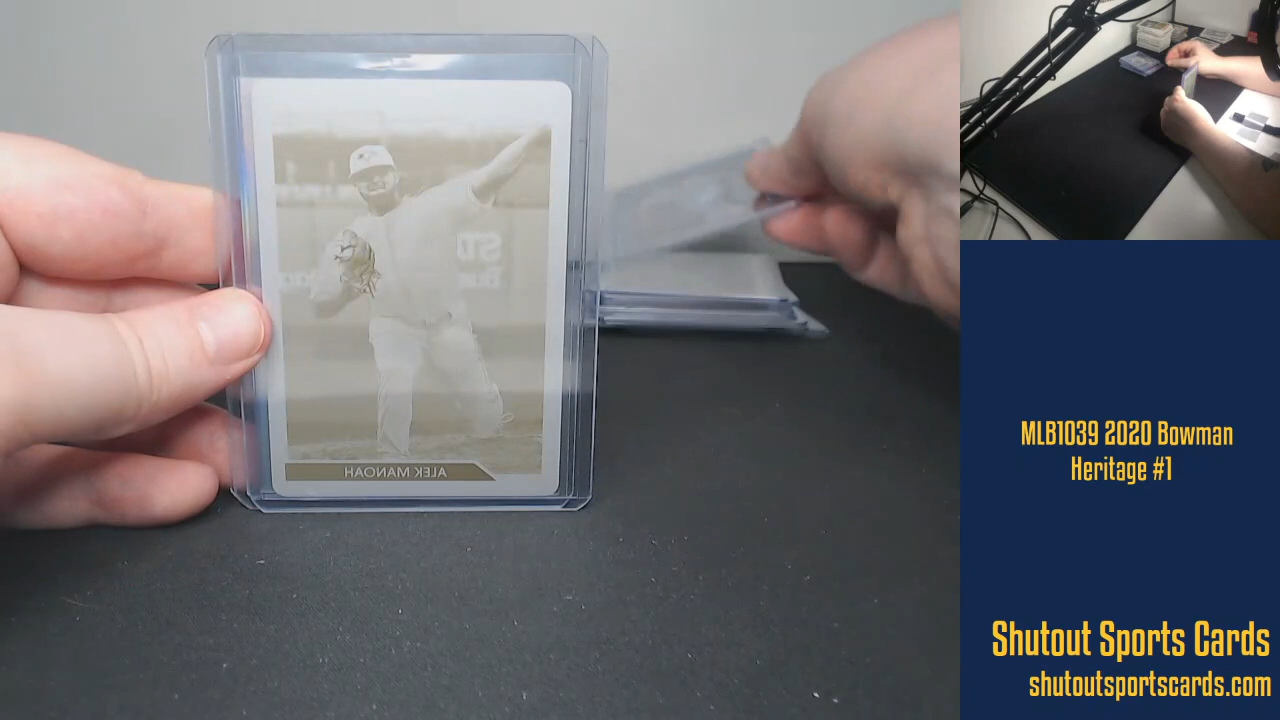 ALEK MANOAH
MLB1039 2020 Bowman
Heritage #1
Shutout Sports Cards
shutoutsportscards.com